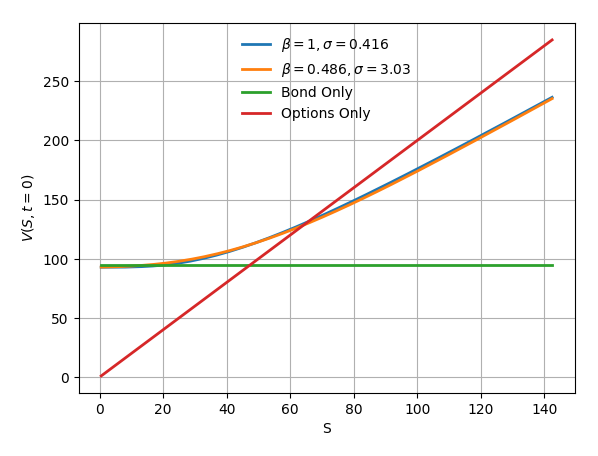 β = 1, σ = 0.416
β = 0.486, σ = 3.03
Bond Only
Options Only
V(S, t = 0)
250
200
150
100
50
0
0 20 40 60 80 100 120 140
S